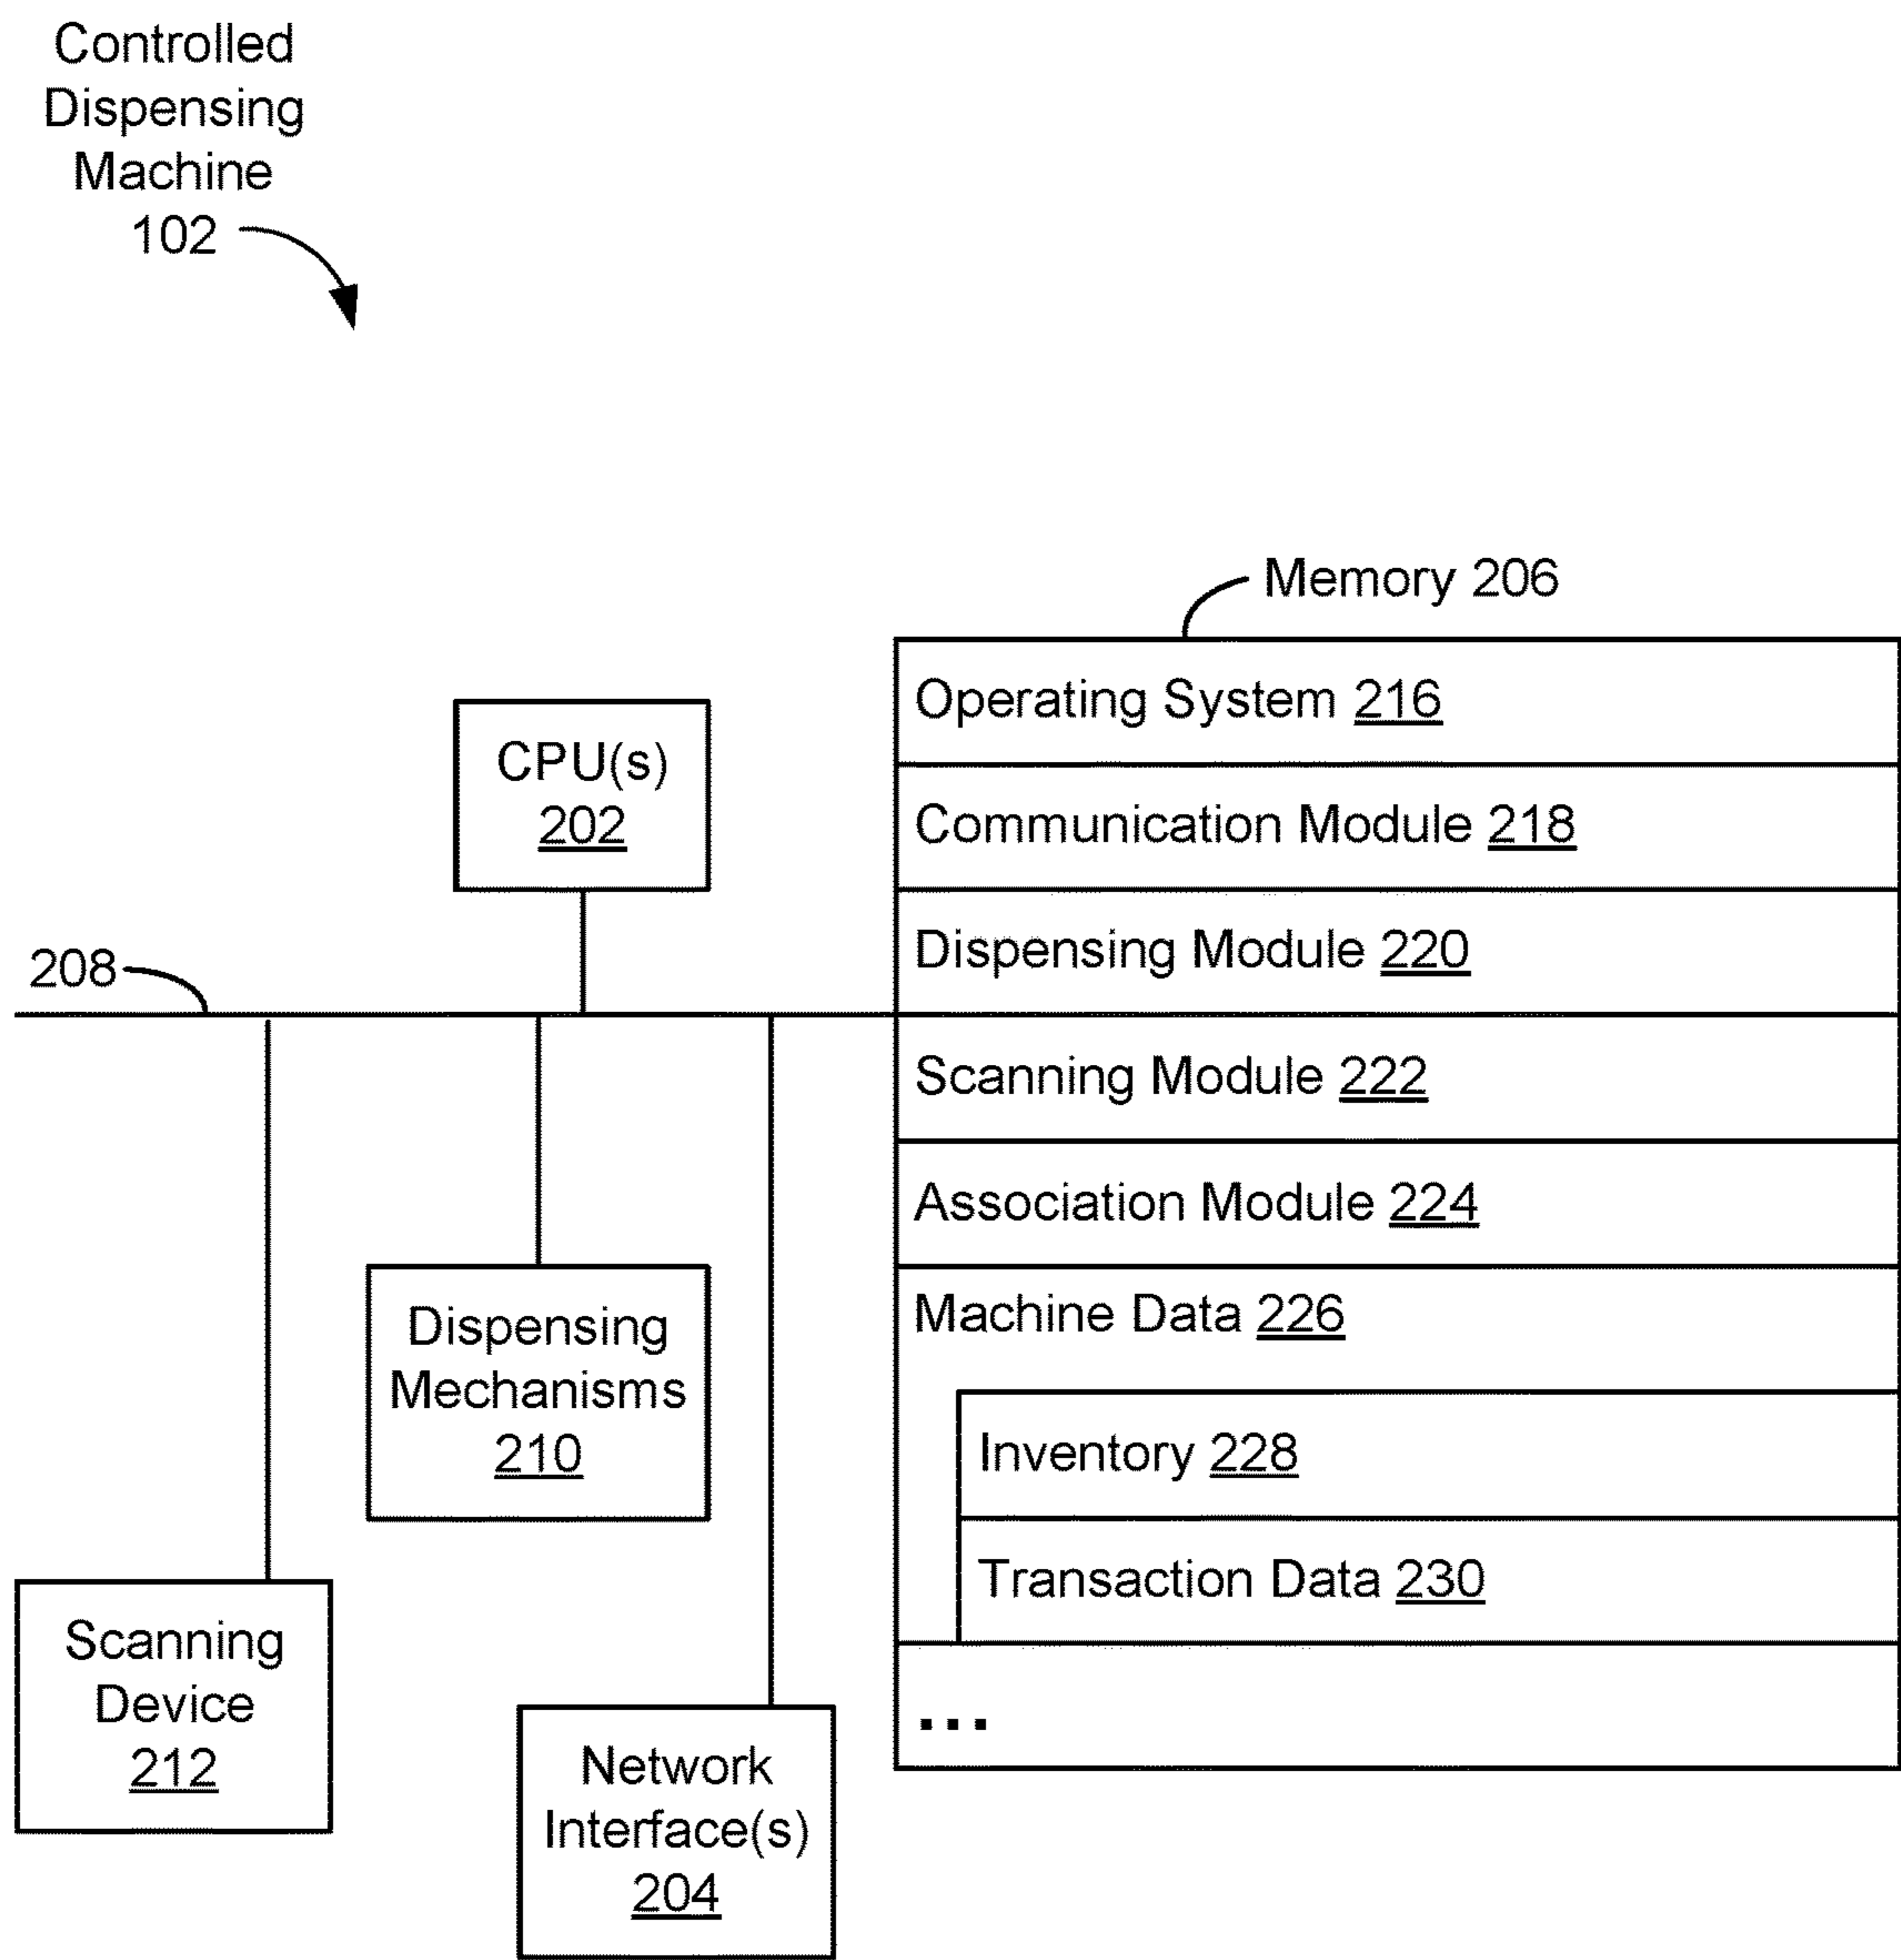 Controlled
Dispensing
Machine
102
Memory 206
Operating System 216
CPU(s)
202
Communication Module 218
Dispensing Module 220
208
Scanning Module 222
Association Module 224
Machine Data 226
Dispensing
Mechanisms
210
Inventory 228
Transaction Data 230
Scanning
Device
212
...
Network
Interface(s)
204